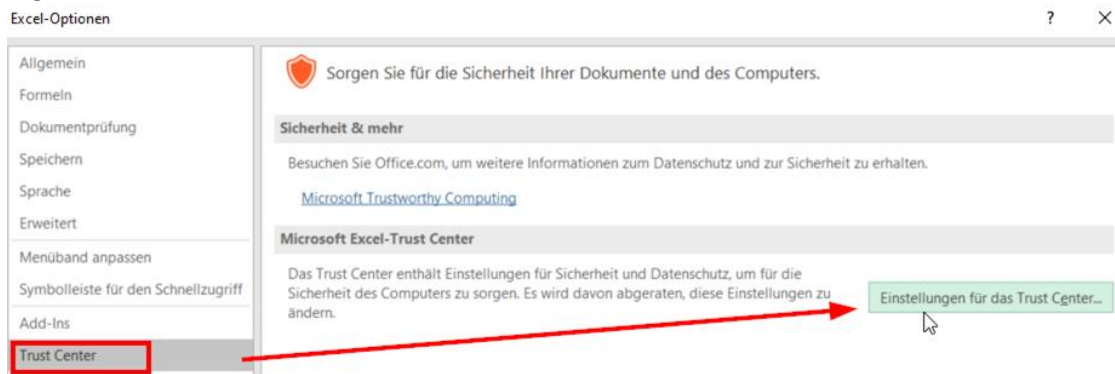 Excel-Optionen
?
Allgemein
Formeln
Dokumentprüfung
Speichern
Sprache
Erweitert
Menüband anpassen
Symbolleiste für den Schnellzugriff
Add-Ins
Trust Center
Sorgen Sie für die Sicherheit Ihrer Dokumente und des Computers.
Sicherheit & mehr
Besuchen Sie Office.com, um weitere Informationen zum Datenschutz und zur Sicherheit zu erhalten.
Microsoft Trustworthy Computing
Microsoft Excel-Trust Center
Das Trust Center enthält Einstellungen für Sicherheit und Datenschutz, um für die
Sicherheit des Computers zu sorgen. Es wird davon abgeraten, diese Einstellungen zu
ändern.
Einstellungen für das Trust Center...